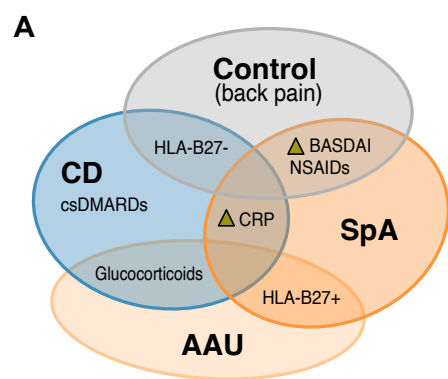 A
Control
(back pain)
HLA-B27-
BASDAI
NSAIDs
CD
csDMARDs
CRP
SpA
Glucocorticoids
HLA-B27+
AAU